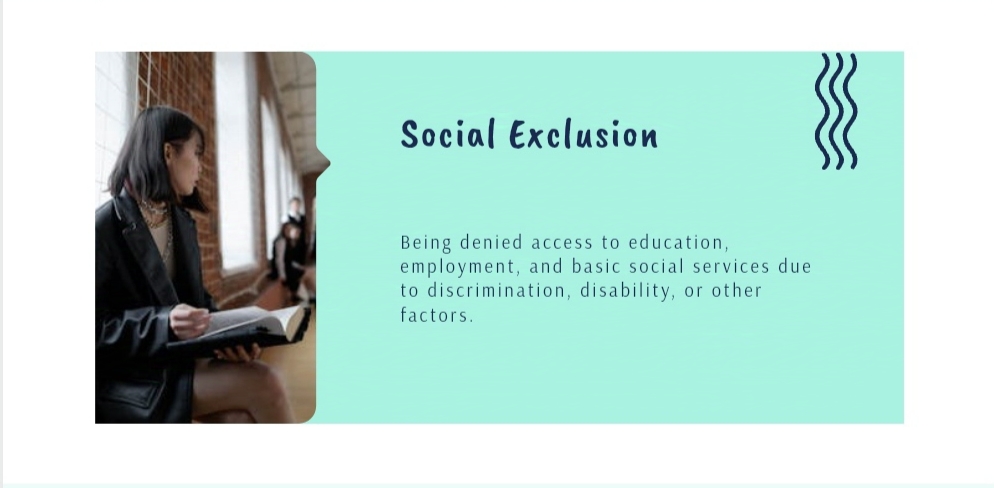 Social Exclusion
Being denied access to education,
employment, and basic social services due
to discrimination, disability, or other
factors.